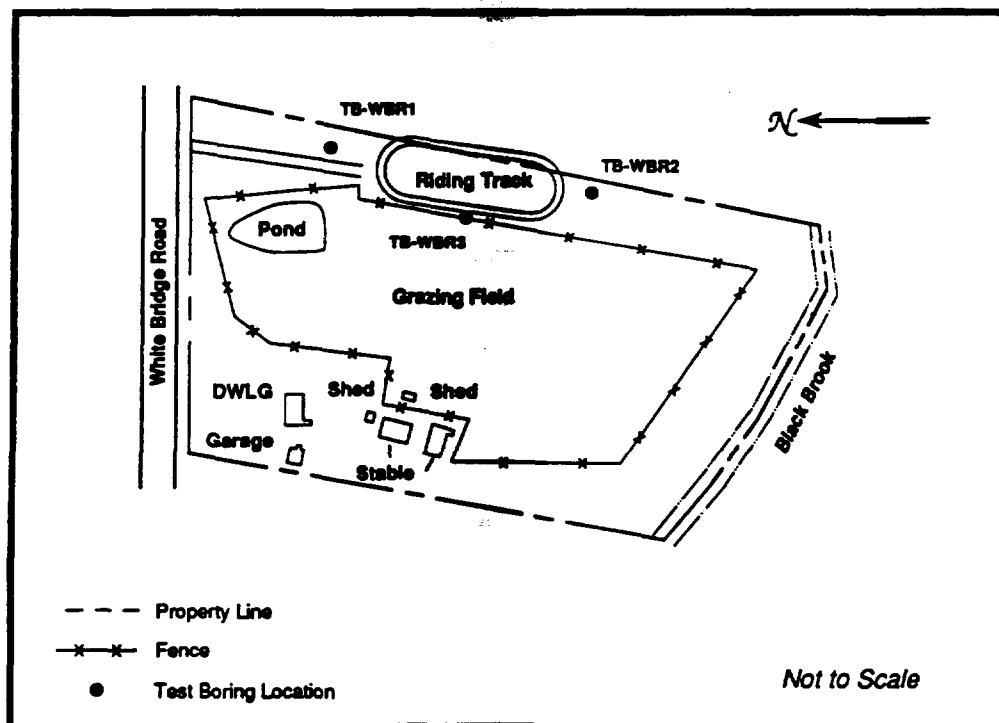 TB-WBR1
N
TB-WBR2
Riding Track
Pond
TB-WBR3
Grazing Field
White Bridge Road
DWLG
Shed
Shed
Garage
Stable
Black Brook
Property Line
Fence
Test Boring Location
Not to Scale